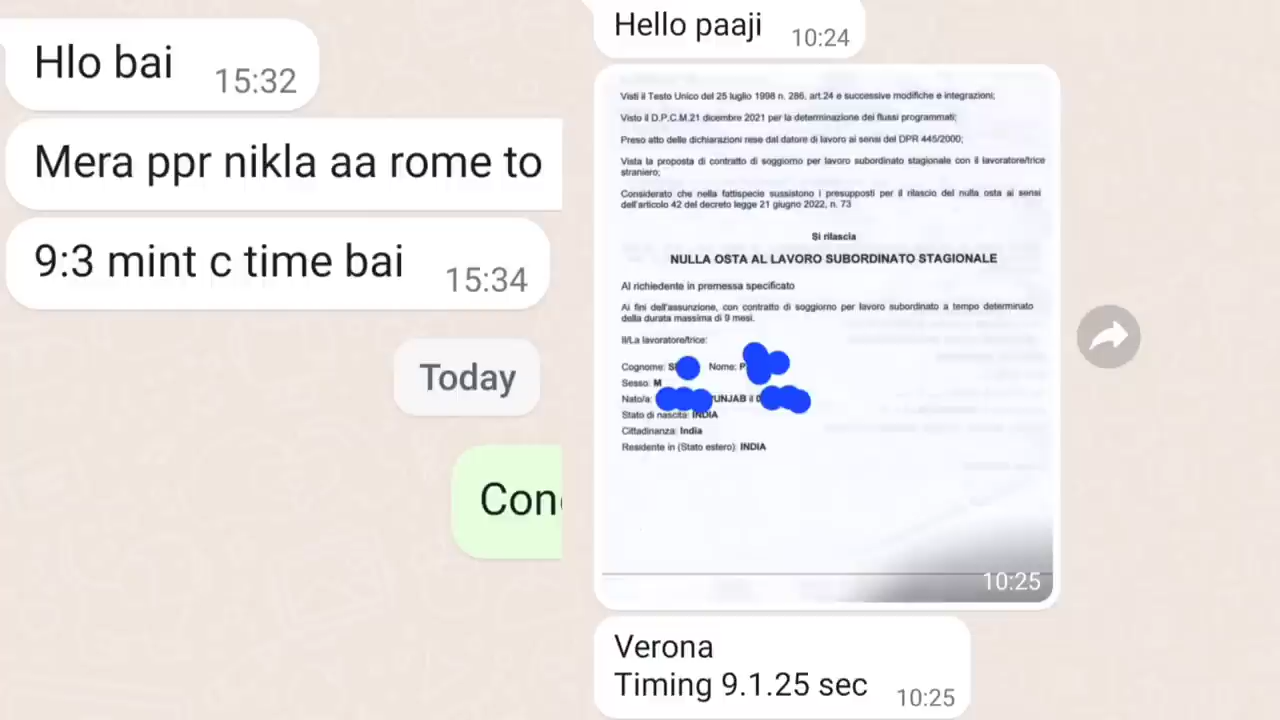 Hlo bai
15:32
Mera ppr nikla aa rome to
9:3 mint c time bai
15:34
Today
Con
Hello paaji
10:24
Visti il Testo Unico del 25 luglio 1998 n. 286, art.24 e successive modifiche e integrazioni;
Visto il D.P.C.M.21 dicembre 2021 per la determinazione dei flussi programmati;
Preso atto delle dichiarazioni rese dal datore di lavoro ai sensi del DPR 445/2000;
Vista la proposta di contratto di soggiorno per lavoro subordinato stagionale con il lavoratore/trice
straniero;
Considerato che nella fattispecie sussistono i presupposti per il rilascio del nulla osta ai sensi
dell'articolo 42 del decreto legge 21 giugno 2022, n. 73
Si rilascia
NULLA OSTA AL LAVORO SUBORDINATO STAGIONALE
Al richiedente in premessa specificato
Ai fini dell'assunzione, con contratto di soggiorno per lavoro subordinato a tempo determinato
della durata massima di 9 mesi.
Il/La lavoratore/trice:
Cognome: S Nome: P
Sesso: M
Nato/a: UNJAB il
Stato di nascita: INDIA
Cittadinanza: India
Residente in (Stato estero): INDIA
10:25
Verona
Timing 9.1.25 sec
10:25